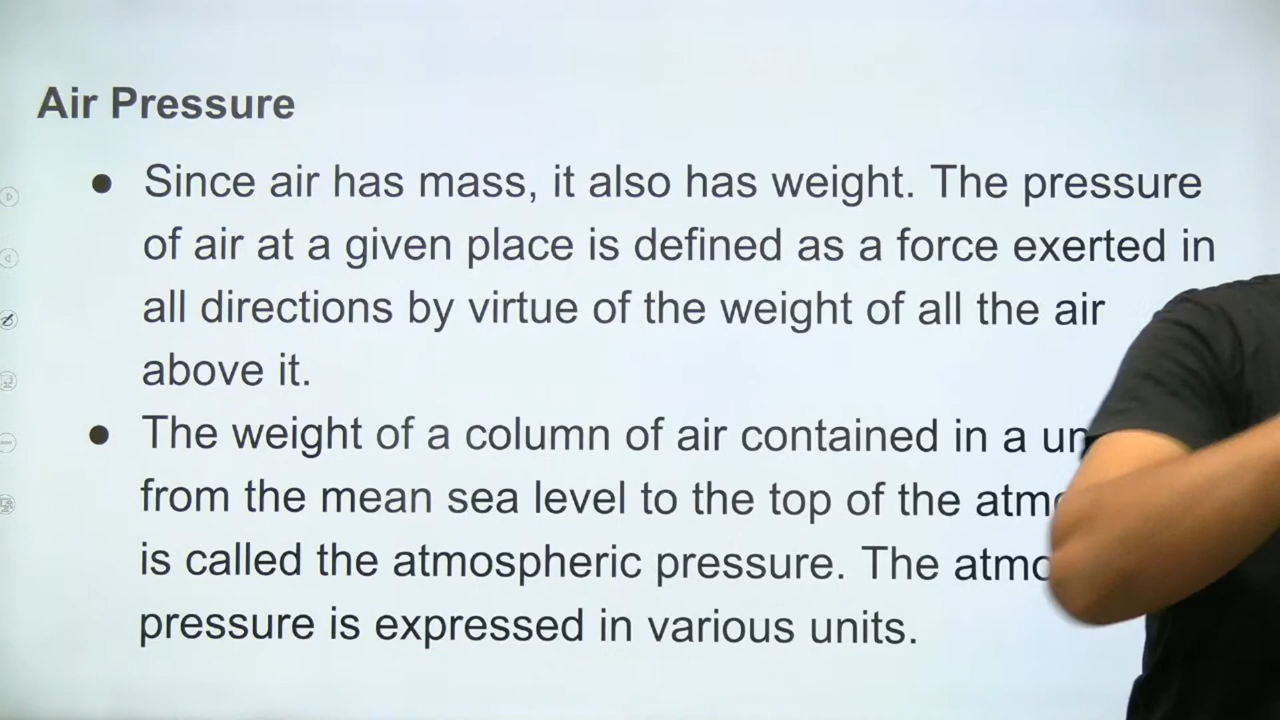 Air Pressure
● Since air has mass, it also has weight. The pressure
of air at a given place is defined as a force exerted in
all directions by virtue of the weight of all the air
above it.
● The weight of a column of air contained in a
from the mean sea level to the top of the
is called the atmospheric pressure. The
pressure is expressed in various units.